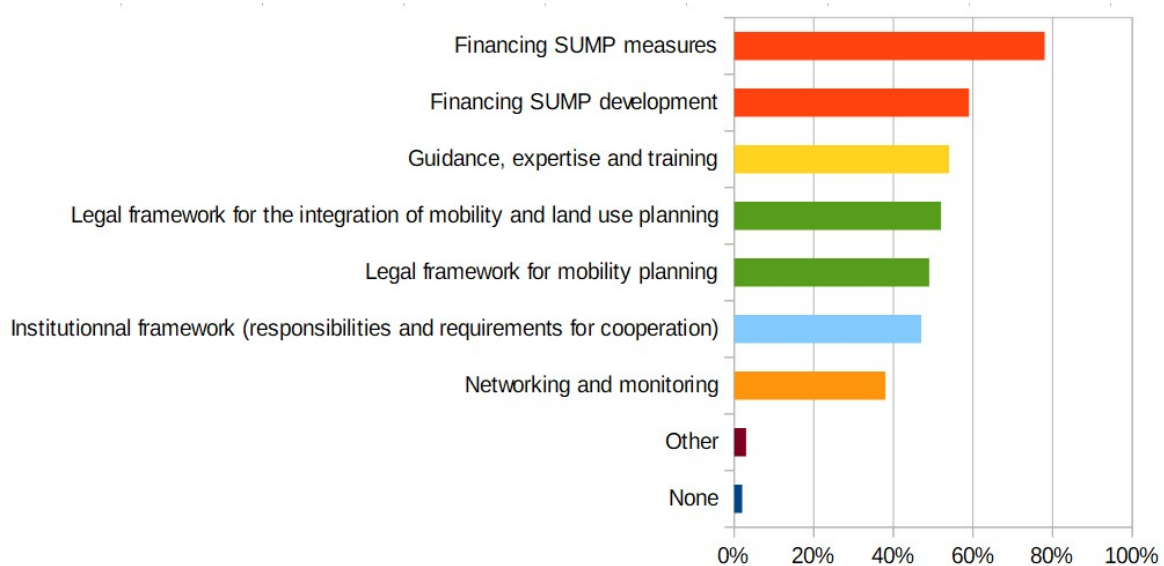 Financing SUMP measures
Financing SUMP development
Guidance, expertise and training
Legal framework for the integration of mobility and land use planning
Legal framework for mobility planning
Institutionnal framework (responsibilities and requirements for cooperation)
Networking and monitoring
Other
None
0% 20% 40% 60% 80% 100%